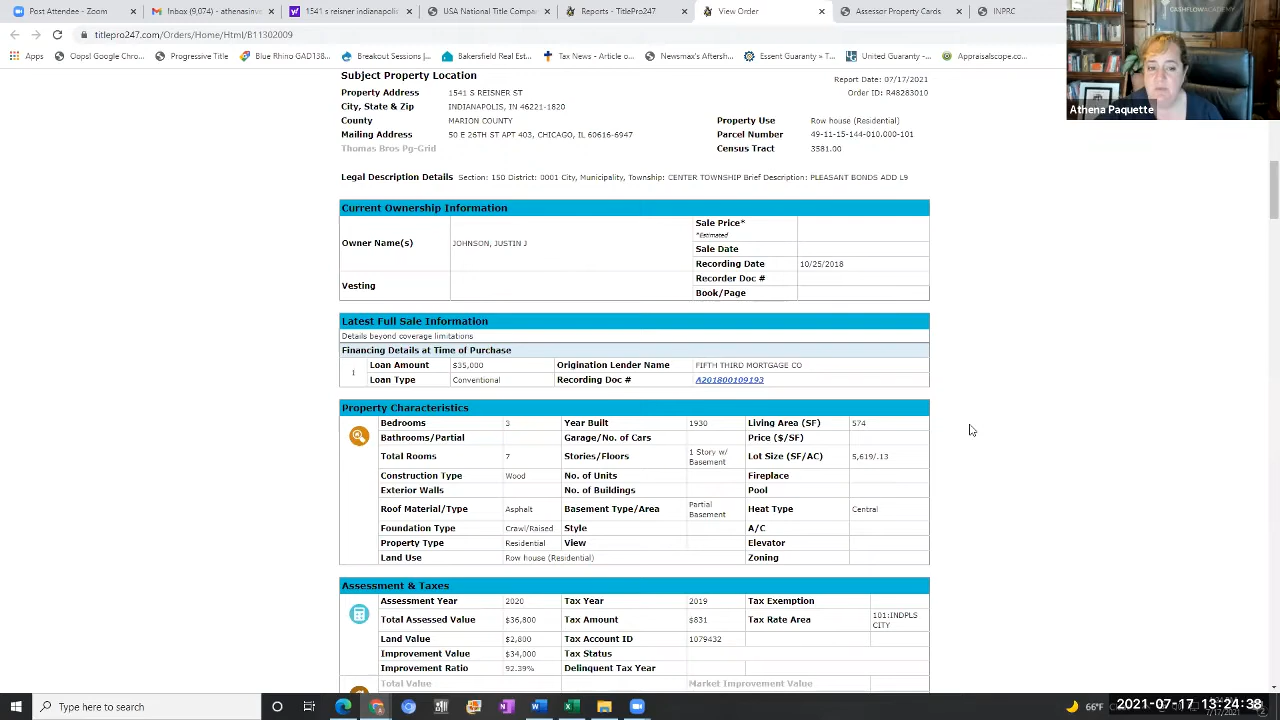 Post Attendee - Zoom
Inbox (9,074) - athenasinve
1541 s reisner indianapolis
USA National Title Compan
Reports - TitlePro247
View Order
Assessor Property Cards
INPRC
titlepro247.com/Orders/Home/Html/B11302009
Apps
Oops! Google Chro...
Progressive Title
Blue Rhino GAD13B...
Breakout Sessions |...
Bakersfield Real Est...
Tax News - Article o...
Newsmax's Aftersh...
Essent Guaranty » T...
United Guaranty -...
Appraisalscope.co...
CASHFLOWACADEMY
Athena Paquette
Subject Property Location
Report Date: 07/17/2021
Property Address 1541 S REISNER ST
Order ID: R48283010
City, State & Zip INDIANAPOLIS, IN 46221-1820
County MARION COUNTY Property Use Row house (Residential)
Mailing Address 50 E 26TH ST APT 403, CHICAGO, IL 60616-6947 Parcel Number 49-11-15-144-010.000-101
Thomas Bros Pg-Grid Census Tract 3581.00
Legal Description Details Section: 150 District: 0001 City, Municipality, Township: CENTER TOWNSHIP Brief Description: PLEASANT BONDS ADD L9
Current Ownership Information
Sale Price*
*Estimated
Owner Name(s) JOHNSON, JUSTIN J
Sale Date
Recording Date 10/25/2018
Recorder Doc #
Vesting
Book/Page
Latest Full Sale Information
Details beyond coverage limitations
Financing Details at Time of Purchase
1
Loan Amount $35,000 Origination Lender Name FIFTH THIRD MORTGAGE CO
Loan Type Conventional Recording Doc # A201800109193
Property Characteristics
Bedrooms 3 Year Built 1930 Living Area (SF) 574
Bathrooms/Partial Garage/No. of Cars Price ($/SF)
Total Rooms 7 Stories/Floors 1 Story w/ Basement Lot Size (SF/AC) 5,619/.13
Construction Type Wood No. of Units Fireplace
Exterior Walls No. of Buildings Pool
Roof Material/Type Asphalt Basement Type/Area Partial Basement Heat Type Central
Foundation Type Crawl/Raised Style A/C
Property Type Residential View Elevator
Land Use Row house (Residential) Zoning
Assessment & Taxes
Assessment Year 2020 Tax Year 2019 Tax Exemption
Total Assessed Value $36,800 Tax Amount $831 Tax Rate Area 101:INDPLS CITY
Land Value $2,800 Tax Account ID 1079432
Improvement Value $34,000 Tax Status
Improvement Ratio 92.39% Delinquent Tax Year
Total Value Market Improvement Value
Type here to search
66°F
2021-07-17 13:24:38